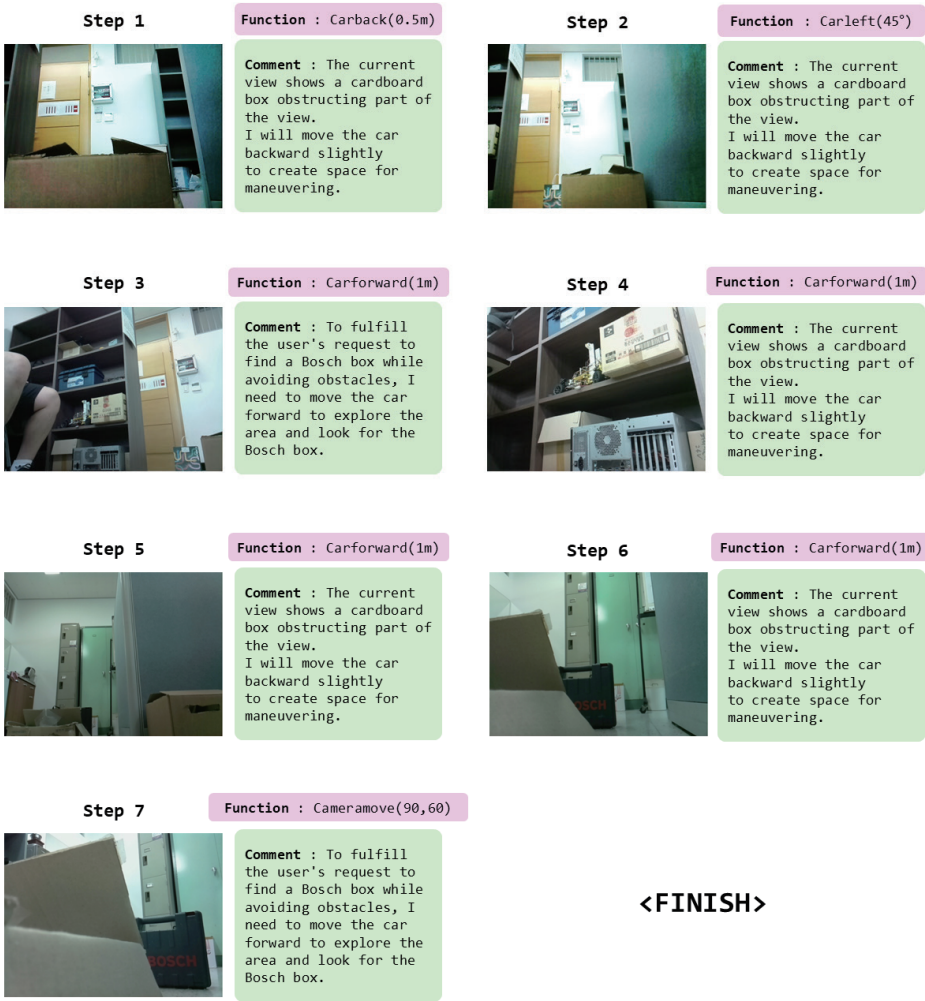 Step 1
Function : Carback(0.5m)
Comment : The current
view shows a cardboard
box obstructing part of
the view.
I will move the car
backward slightly
to create space for
maneuvering.
Step 2
Function : Carleft(45°)
Comment : The current
view shows a cardboard
box obstructing part of
the view.
I will move the car
backward slightly
to create space for
maneuvering.
Step 3
Function : Carforward(1m)
Comment : To fulfill
the user's request to
find a Bosch box while
avoiding obstacles, I
need to move the car
forward to explore the
area and look for the
Bosch box.
Step 4
Function : Carforward(1m)
Comment : The current
view shows a cardboard
box obstructing part of
the view.
I will move the car
backward slightly
to create space for
maneuvering.
Step 5
Function : Carforward(1m)
Comment : The current
view shows a cardboard
box obstructing part of
the view.
I will move the car
backward slightly
to create space for
maneuvering.
Step 6
Function : Carforward(1m)
OSCH
Comment : The current
view shows a cardboard
box obstructing part of
the view.
I will move the car
backward slightly
to create space for
maneuvering.
Step 7
Function : Cameramove(90,60)
BOSCH
Comment : To fulfill
the user's request to
find a Bosch box while
avoiding obstacles, I
need to move the car
forward to explore the
area and look for the
Bosch box.
<FINISH>